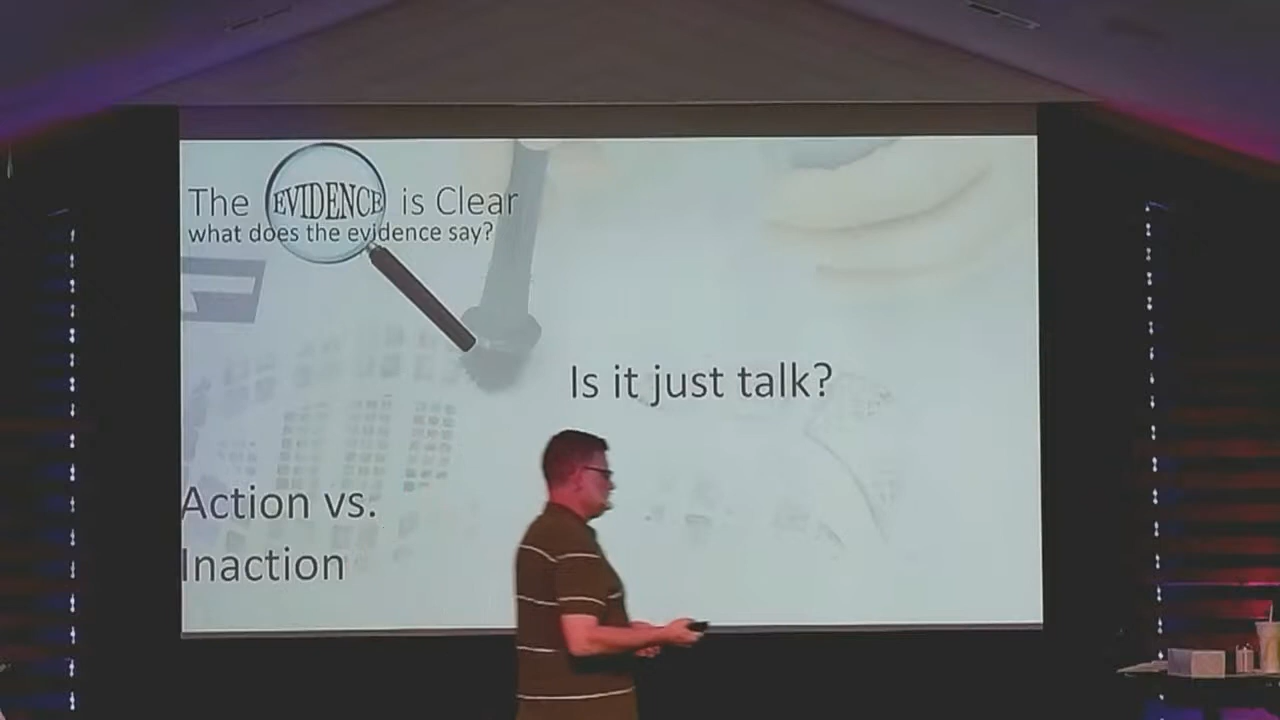 The EVIDENCE is Clear
what does the evidence say?
Is it just talk?
Action vs.
Inaction